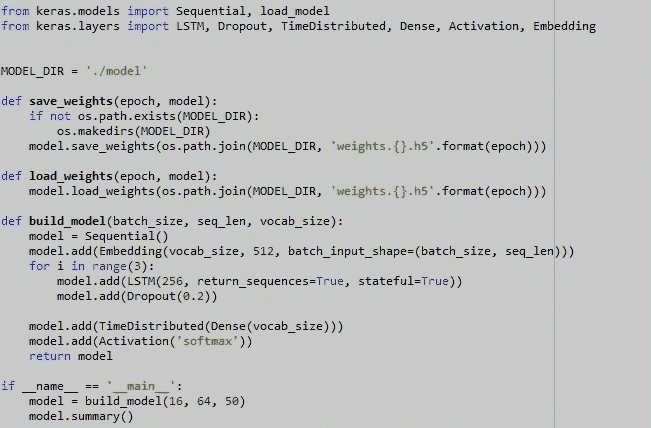 from keras.models import Sequential, load_model
from keras.layers import LSTM, Dropout, TimeDistributed, Dense, Activation, Embedding
MODEL_DIR = './model'
def save_weights(epoch, model):
    if not os.path.exists(MODEL_DIR):
        os.makedirs(MODEL_DIR)
    model.save_weights(os.path.join(MODEL_DIR, 'weights.{}.h5'.format(epoch)))
def load_weights(epoch, model):
    model.load_weights(os.path.join(MODEL_DIR, 'weights.{}.h5'.format(epoch)))
def build_model(batch_size, seq_len, vocab_size):
    model = Sequential()
    model.add(Embedding(vocab_size, 512, batch_input_shape=(batch_size, seq_len)))
    for i in range(3):
        model.add(LSTM(256, return_sequences=True, stateful=True))
        model.add(Dropout(0.2))
    model.add(TimeDistributed(Dense(vocab_size)))
    model.add(Activation('softmax'))
    return model
if __name__ == '__main__':
    model = build_model(16, 64, 50)
    model.summary()